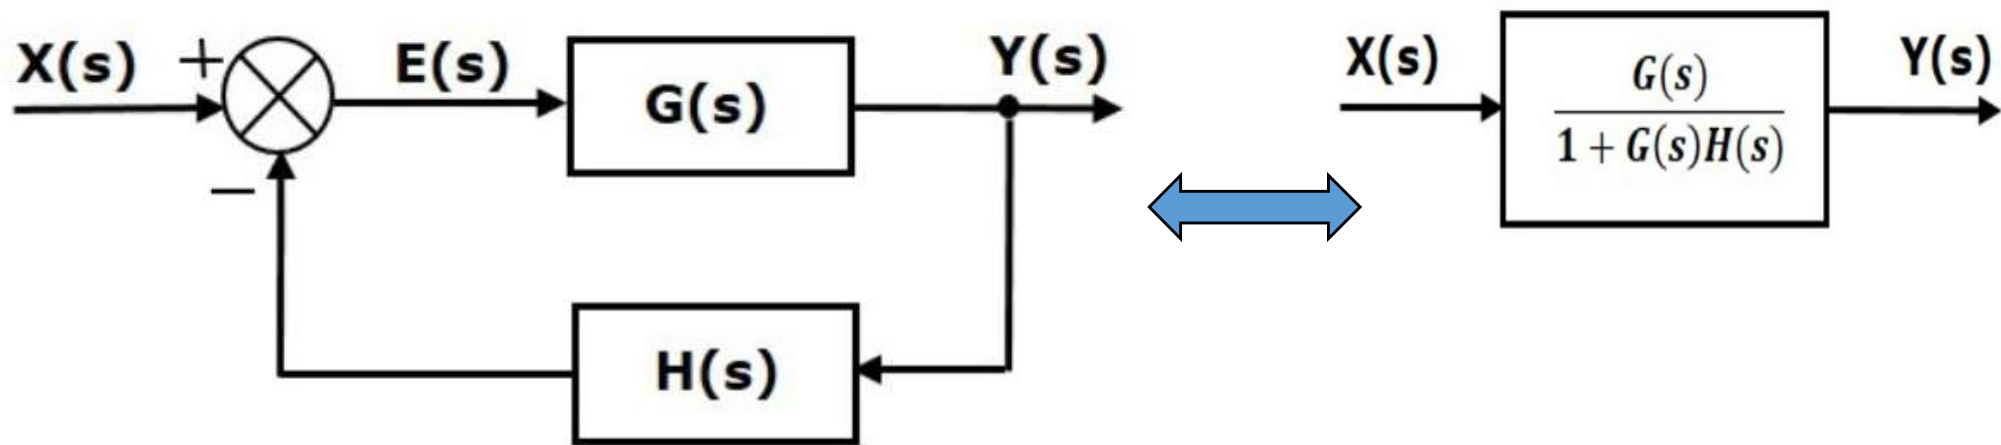 X(s)
+
E(s)
G(s)
Y(s)
−
H(s)
X(s)
G(s)
1 + G(s)H(s)
Y(s)